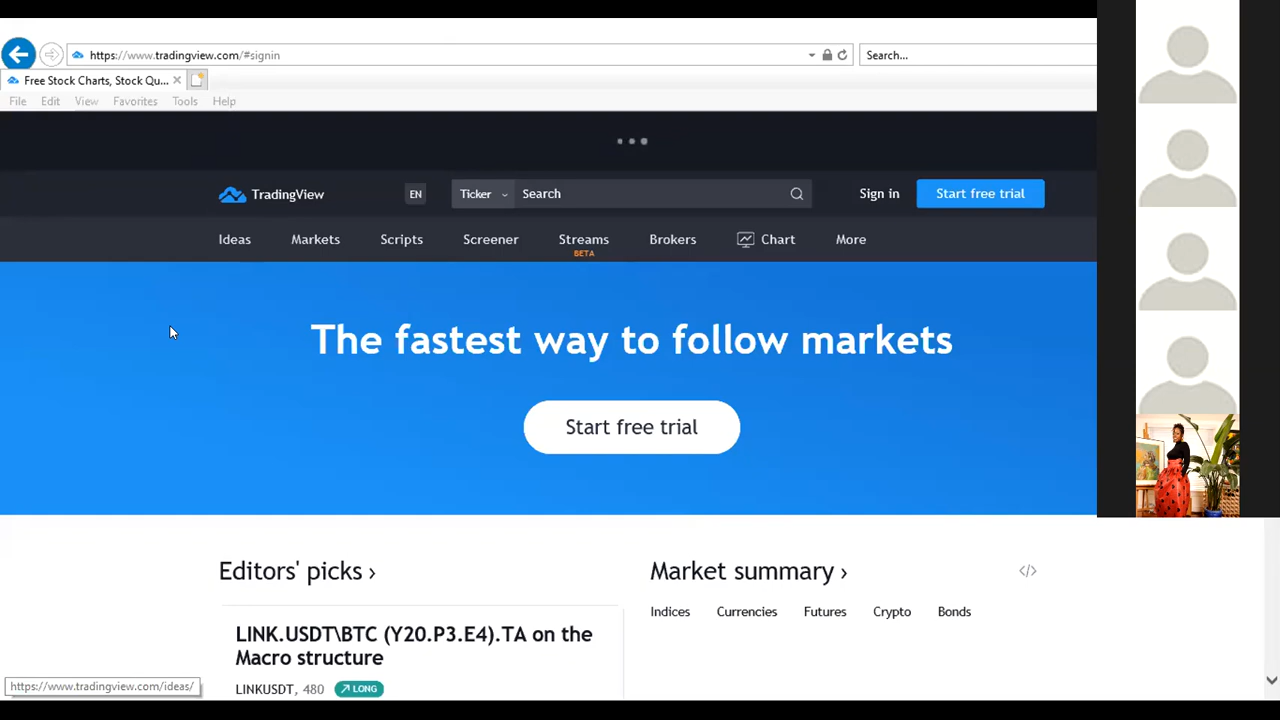 https://www.tradingview.com/#signin
Search...
Free Stock Charts, Stock Qu...
File Edit View Favorites Tools Help
TradingView EN Ticker Search Sign in Start free trial
Ideas Markets Scripts Screener Streams Brokers Chart More
BETA
The fastest way to follow markets
Start free trial
Editors' picks ›
Market summary ›
</>
Indices Currencies Futures Crypto Bonds
LINK.USDT\BTC (Y20.P3.E4).TA on the
Macro structure
LINKUSDT, 480 LONG
https://www.tradingview.com/ideas/